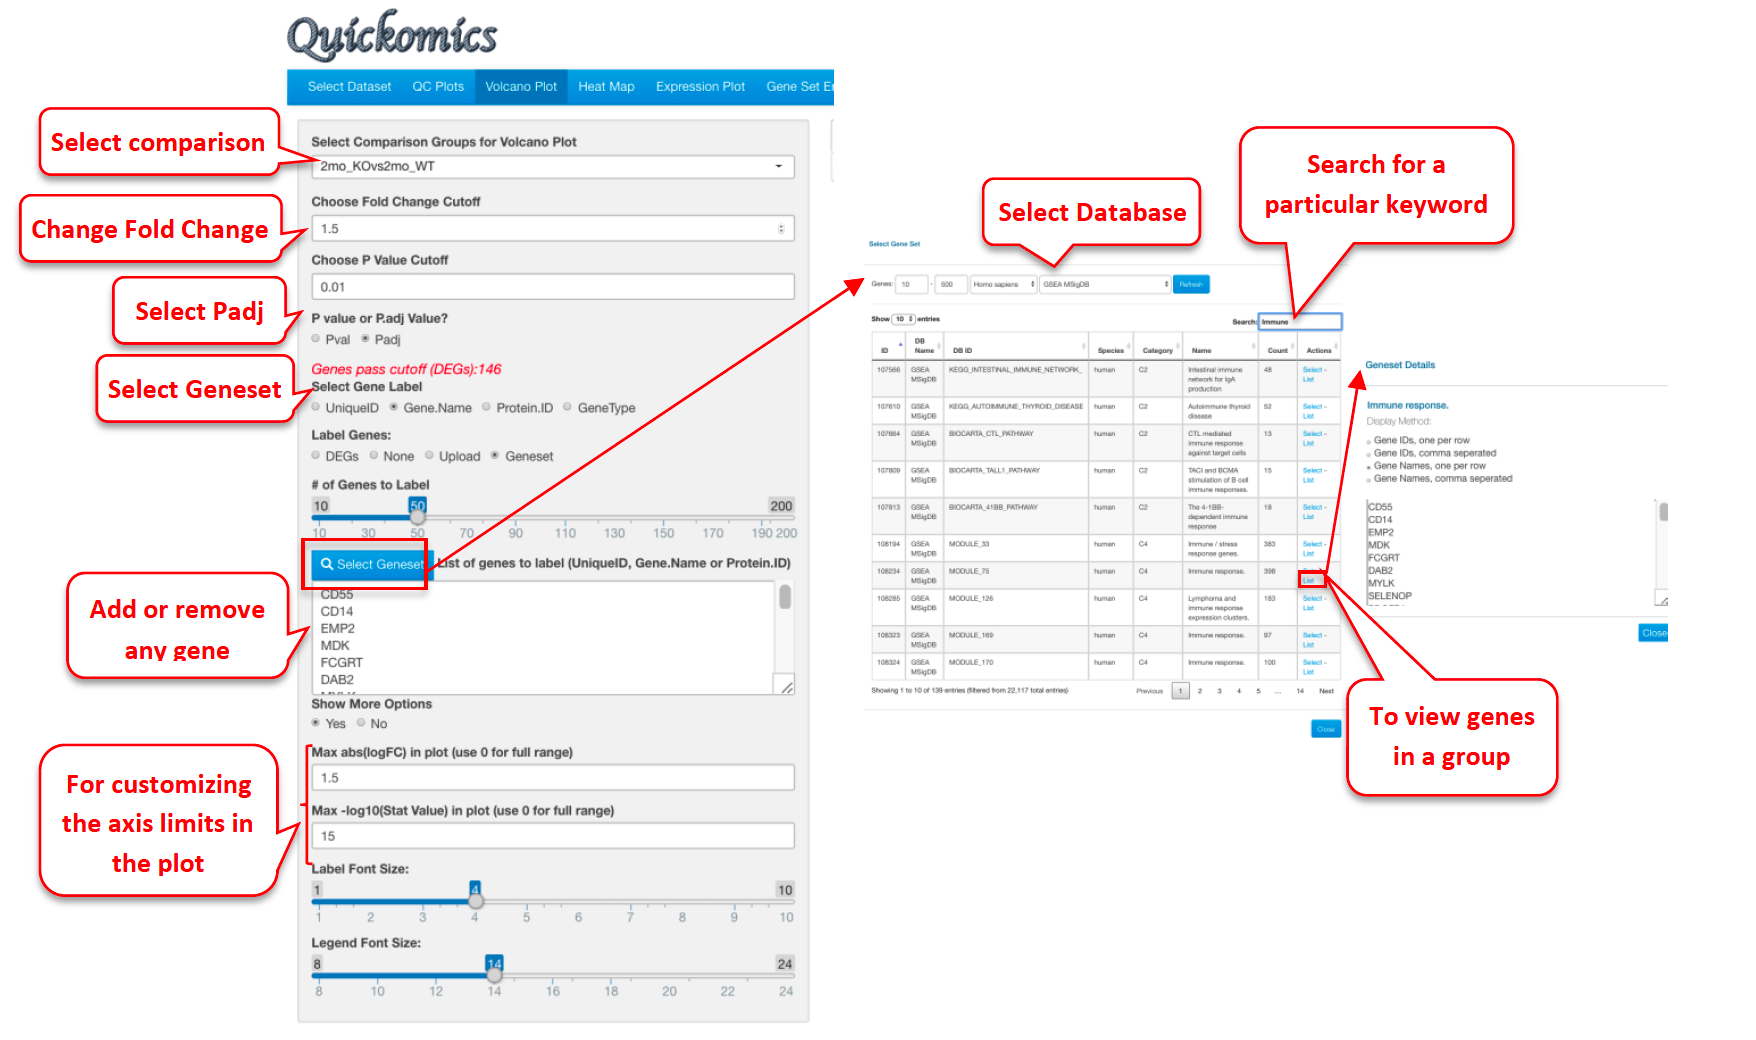 Quickomics
Select Dataset QC Plots Volcano Plot Heat Map Expression Plot Gene Set
Select comparison
Select Comparison Groups for Volcano Plot
2mo_KOvs2mo_WT
Change Fold Change
Choose Fold Change Cutoff
1.5
Choose P Value Cutoff
0.01
Select Padj
P value or P.adj Value?
Pval Padj
Genes pass cutoff (DEGs):146
Select Geneset
Select Gene Label
UniqueID Gene.Name Protein.ID GeneType
Label Genes:
DEGs None Upload Geneset
# of Genes to Label
10 50 200
10 30 50 70 90 110 130 150 170 190 200
Select Geneset List of genes to label (UniqueID, Gene.Name or Protein.ID)
Add or remove
any gene
CD55
CD14
EMP2
MDK
FCGRT
DAB2
MYLK
Show More Options
Yes No
For customizing
the axis limits in
the plot
Max abs(logFC) in plot (use 0 for full range)
1.5
Max -log10(Stat Value) in plot (use 0 for full range)
15
Label Font Size:
1 4 10
1 2 3 4 5 6 7 8 9 10
Legend Font Size:
8 14 24
8 10 12 14 16 18 20 22 24
Select Database
Search for a
particular keyword
Select Gene Set
Genes: 10 - 500 Homo sapiens GSEA MSigDB Refresh
Show 10 entries
Search: Immune
ID DB Name DB ID Species Category Name Count Actions
107566 GSEA MSigDB KEGG_INTESTINAL_IMMUNE_NETWORK_ human C2 Intestinal immune network for IgA production 48 Select - List
107610 GSEA MSigDB KEGG_AUTOIMMUNE_THYROID_DISEASE human C2 Autoimmune thyroid disease 52 Select - List
107664 GSEA MSigDB BIOCARTA_CTL_PATHWAY human C2 CTL mediated immune response against target cells 13 Select - List
107809 GSEA MSigDB BIOCARTA_TALL1_PATHWAY human C2 TACI and BCMA stimulation of B cell immune responses. 15 Select - List
107813 GSEA MSigDB BIOCARTA_41BB_PATHWAY human C2 The 4-1BB-dependent immune response 18 Select - List
108194 GSEA MSigDB MODULE_33 human C4 Immune / stress response genes. 383 Select - List
108234 GSEA MSigDB MODULE_75 human C4 Immune response. 398 Select - List
108285 GSEA MSigDB MODULE_126 human C4 Lymphoma and immune response expression clusters. 183 Select - List
108323 GSEA MSigDB MODULE_169 human C4 Immune response. 97 Select - List
108324 GSEA MSigDB MODULE_170 human C4 Immune response. 100 Select - List
Showing 1 to 10 of 139 entries (filtered from 22,117 total entries)
Previous 1 2 3 4 5 ... 14 Next
Close
Geneset Details
Immune response.
Display Method:
Gene IDs, one per row
Gene IDs, comma seperated
Gene Names, one per row
Gene Names, comma seperated
CD55
CD14
EMP2
MDK
FCGRT
DAB2
MYLK
SELENOP
Close
To view genes
in a group